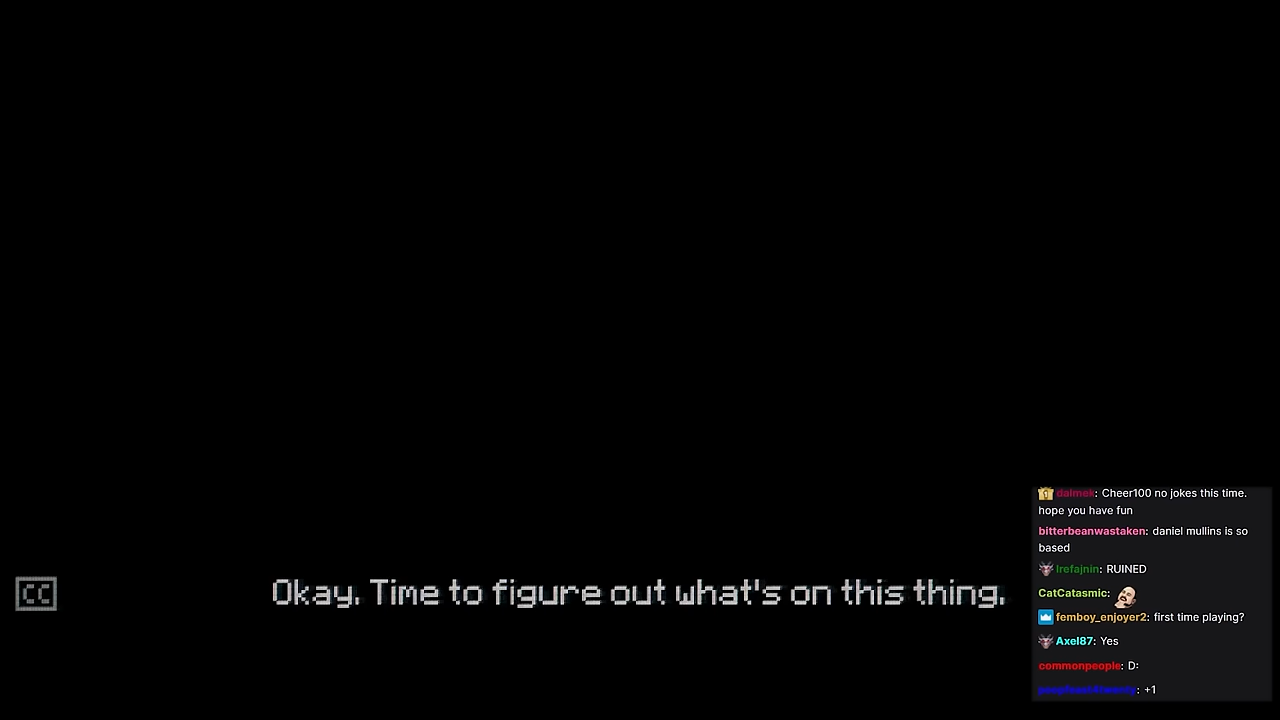 dalmek: Cheer100 no jokes this time.
hope you have fun
bitterbeanwastaken: daniel mullins is so
based
lrefajnin: RUINED
CatCatasmic:
femboy_enjoyer2: first time playing?
Axel87: Yes
commonpeople: D:
: +1
CC
Okay. Time to figure out what's on this thing.